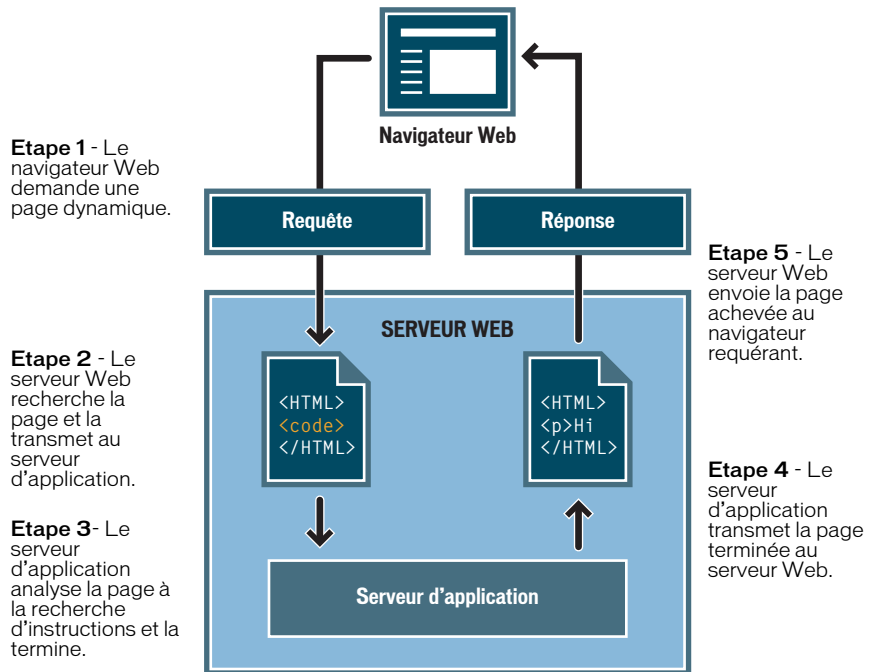 Navigateur Web
Etape 1 - Le
navigateur Web
demande une
page dynamique.
Requête
Réponse
Etape 5 - Le
serveur Web
envoie la page
achevée au
navigateur
requérant.
SERVEUR WEB
Etape 2 - Le
serveur Web
recherche la
page et la
transmet au
serveur
d'application.
<HTML>
<code>
</HTML>
<HTML>
<p>Hi
</HTML>
Etape 3- Le
serveur
d'application
analyse la page à
la recherche
d'instructions et la
termine.
Etape 4 - Le
serveur
d'application
transmet la page
terminée au
serveur Web.
Serveur d'application